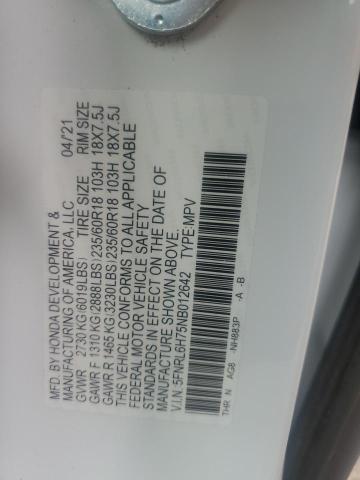 MFD. BY HONDA DEVELOPMENT &
MANUFACTURING OF AMERICA, LLC 04/21
GVWR 2730 KG(6019LBS) TIRE SIZE RIM SIZE
GAWR F 1310 KG(2888LBS)235/60R18 103H 18X7.5J
GAWR R 1465 KG(3230LBS)235/60R18 103H 18X7.5J
THIS VEHICLE CONFORMS TO ALL APPLICABLE
FEDERAL MOTOR VEHICLE SAFETY
STANDARDS IN EFFECT ON THE DATE OF
MANUFACTURE SHOWN ABOVE.
V.I.N. 5FNRL6H75NB012642 TYPE:MPV
THR N AG8 -NH883P -A -B